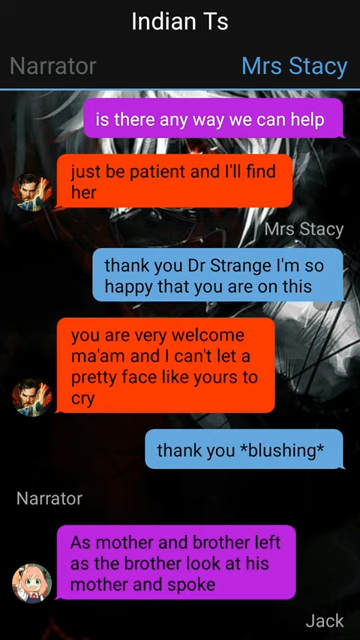 Indian Ts
Narrator
Mrs Stacy
is there any way we can help
just be patient and I'll find
her
Mrs Stacy
thank you Dr Strange I'm so
happy that you are on this
you are very welcome
ma'am and I can't let a
pretty face like yours to
cry
thank you *blushing*
Narrator
As mother and brother left
as the brother look at his
mother and spoke
Jack